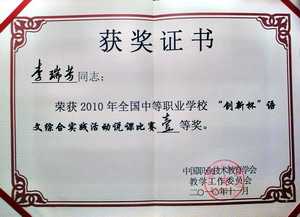 获奖证书
李瑞芳同志：
荣获2010年全国中等职业学校“创新杯”语
文综合实践活动说课比赛壹等奖。
中国职业技术教育学会
教学工作委员会
二〇一〇年十一月